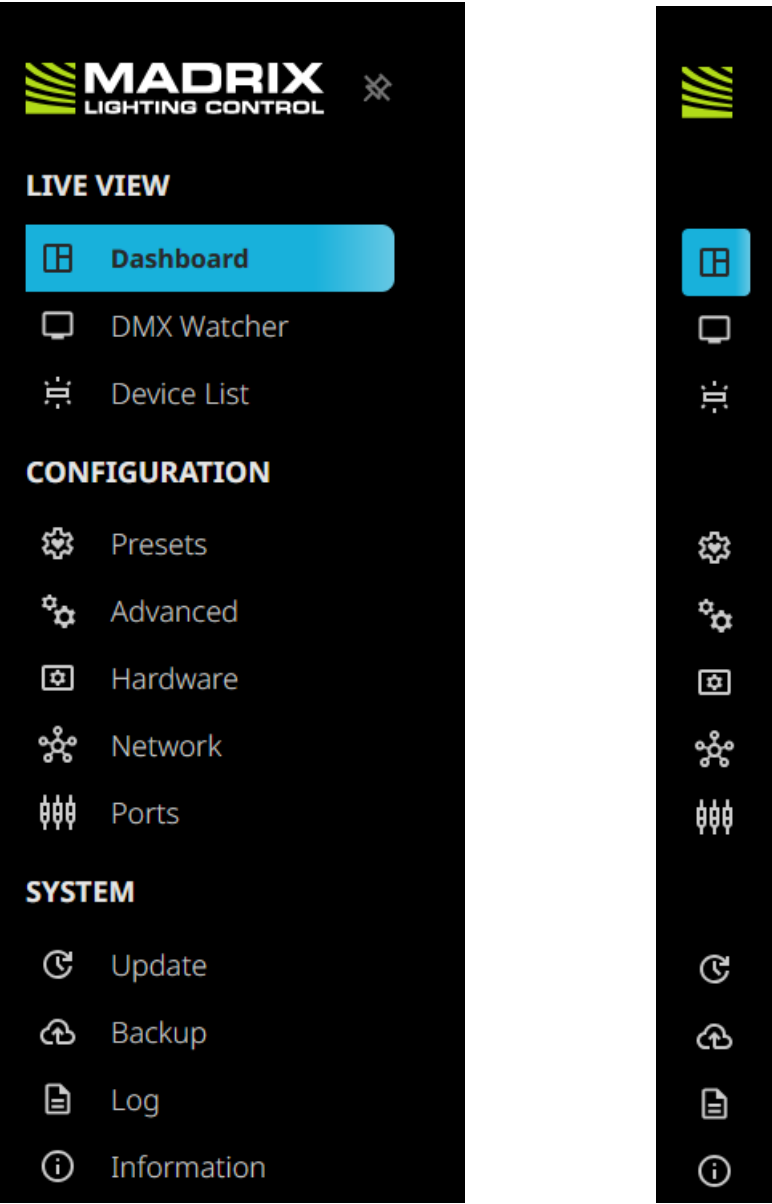 MADRIX
LIGHTING CONTROL
LIVE VIEW
Dashboard
DMX Watcher
Device List
CONFIGURATION
Presets
Advanced
Hardware
Network
Ports
SYSTEM
Update
Backup
Log
Information